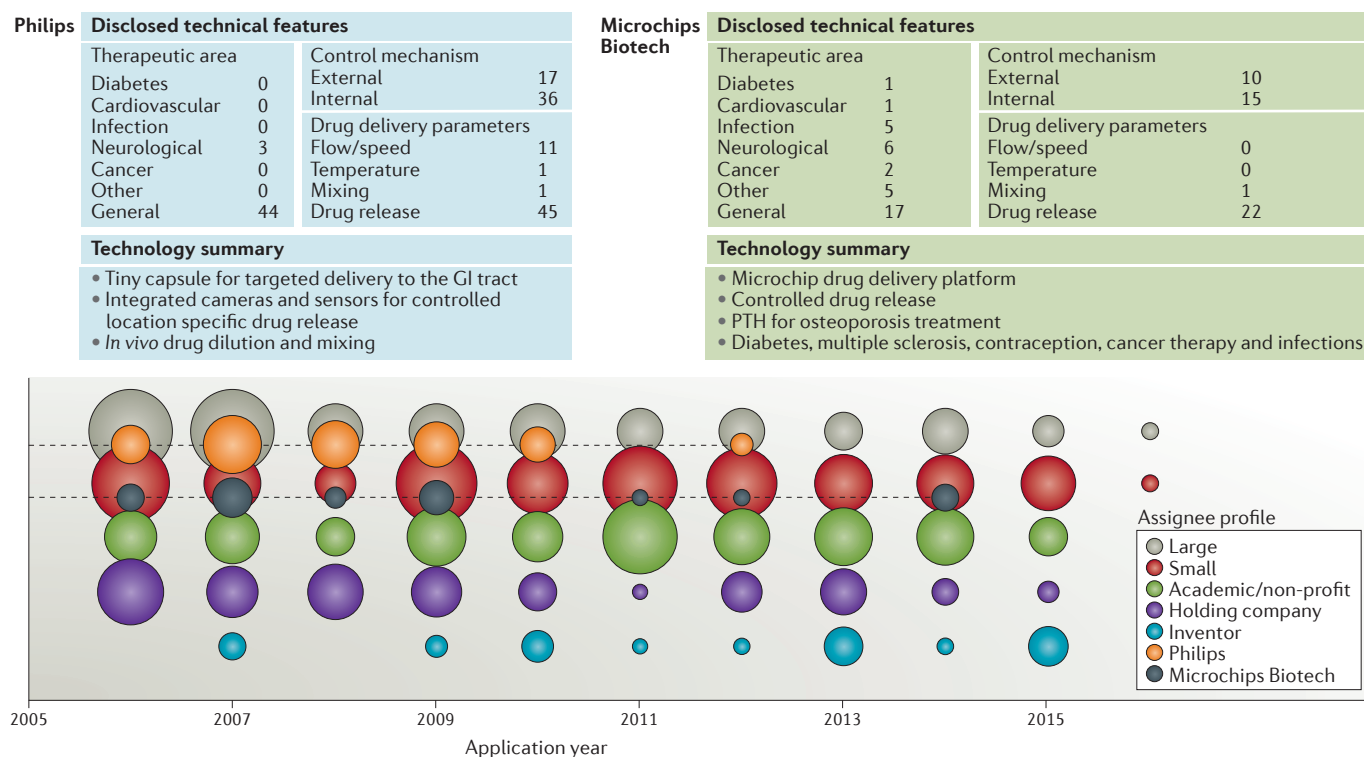 Philips
Disclosed technical features
Therapeutic area
Diabetes 0
Cardiovascular 0
Infection 0
Neurological 3
Cancer 0
Other 0
General 44
Control mechanism
External 17
Internal 36
Drug delivery parameters
Flow/speed 11
Temperature 1
Mixing 1
Drug release 45
Technology summary
• Tiny capsule for targeted delivery to the GI tract
• Integrated cameras and sensors for controlled
location specific drug release
• In vivo drug dilution and mixing
Microchips
Biotech
Disclosed technical features
Therapeutic area
Diabetes 1
Cardiovascular 1
Infection 5
Neurological 6
Cancer 2
Other 5
General 17
Control mechanism
External 10
Internal 15
Drug delivery parameters
Flow/speed 0
Temperature 0
Mixing 1
Drug release 22
Technology summary
• Microchip drug delivery platform
• Controlled drug release
• PTH for osteoporosis treatment
• Diabetes, multiple sclerosis, contraception, cancer therapy and infections
Assignee profile
Large
Small
Academic/non-profit
Holding company
Inventor
Philips
Microchips Biotech
2005 2007 2009 2011 2013 2015
Application year